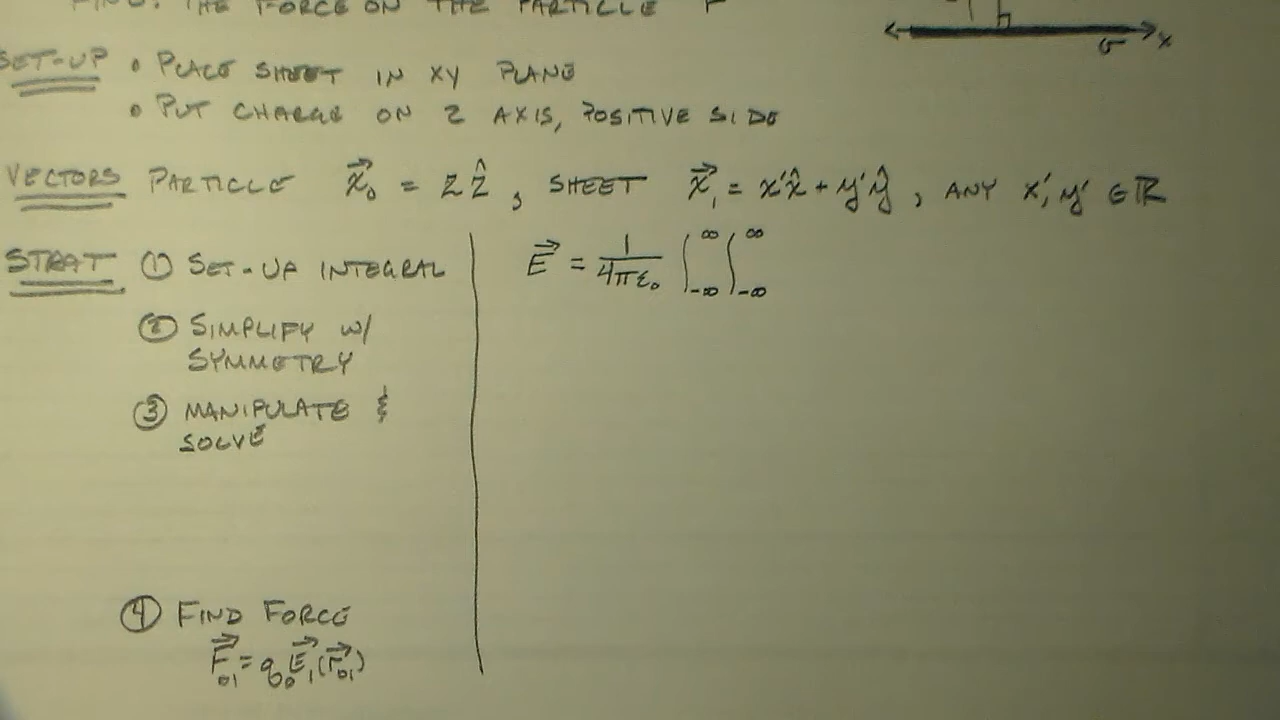 FIND: THE FORCE ON THE PARTICLE F
σ x
SET-UP • PLACE SHEET IN XY PLANE
• PUT CHARGE ON Z AXIS, POSITIVE SIDE
VECTORS PARTICLE x⃗₀ = z ẑ, SHEET x⃗₁ = x'x̂ + y'ŷ, ANY x', y' ∈ ℝ
STRAT ① SET-UP INTEGRAL
E⃗ = 1/(4πε₀) ∫_{-∞}^{∞} ∫_{-∞}^{∞}
② SIMPLIFY W/
SYMMETRY
③ MANIPULATE &
SOLVE
④ FIND FORCE
F⃗₀₁ = q₀E⃗₁(r⃗₀₁)